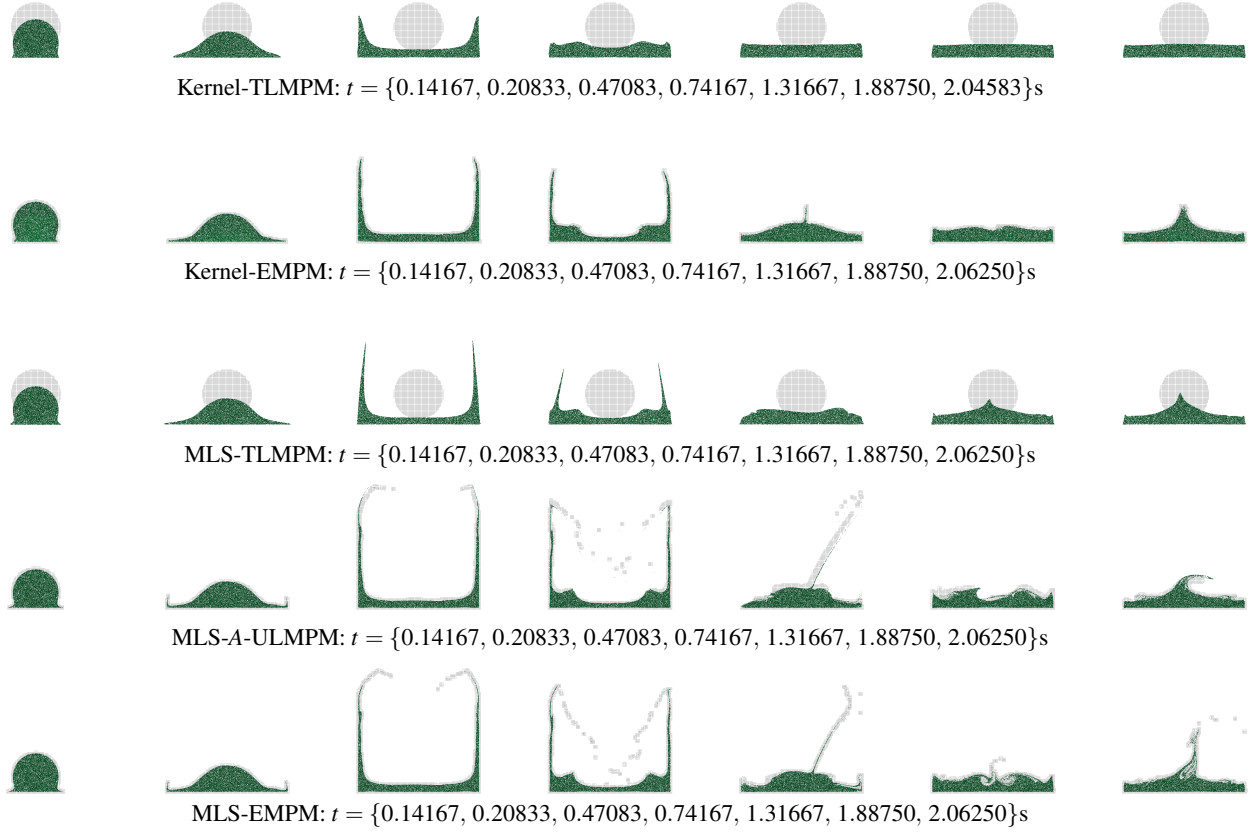 Kernel-TLMPM: t = {0.14167, 0.20833, 0.47083, 0.74167, 1.31667, 1.88750, 2.04583}s
Kernel-EMPM: t = {0.14167, 0.20833, 0.47083, 0.74167, 1.31667, 1.88750, 2.06250}s
MLS-TLMPM: t = {0.14167, 0.20833, 0.47083, 0.74167, 1.31667, 1.88750, 2.06250}s
MLS-A-ULMPM: t = {0.14167, 0.20833, 0.47083, 0.74167, 1.31667, 1.88750, 2.06250}s
MLS-EMPM: t = {0.14167, 0.20833, 0.47083, 0.74167, 1.31667, 1.88750, 2.06250}s